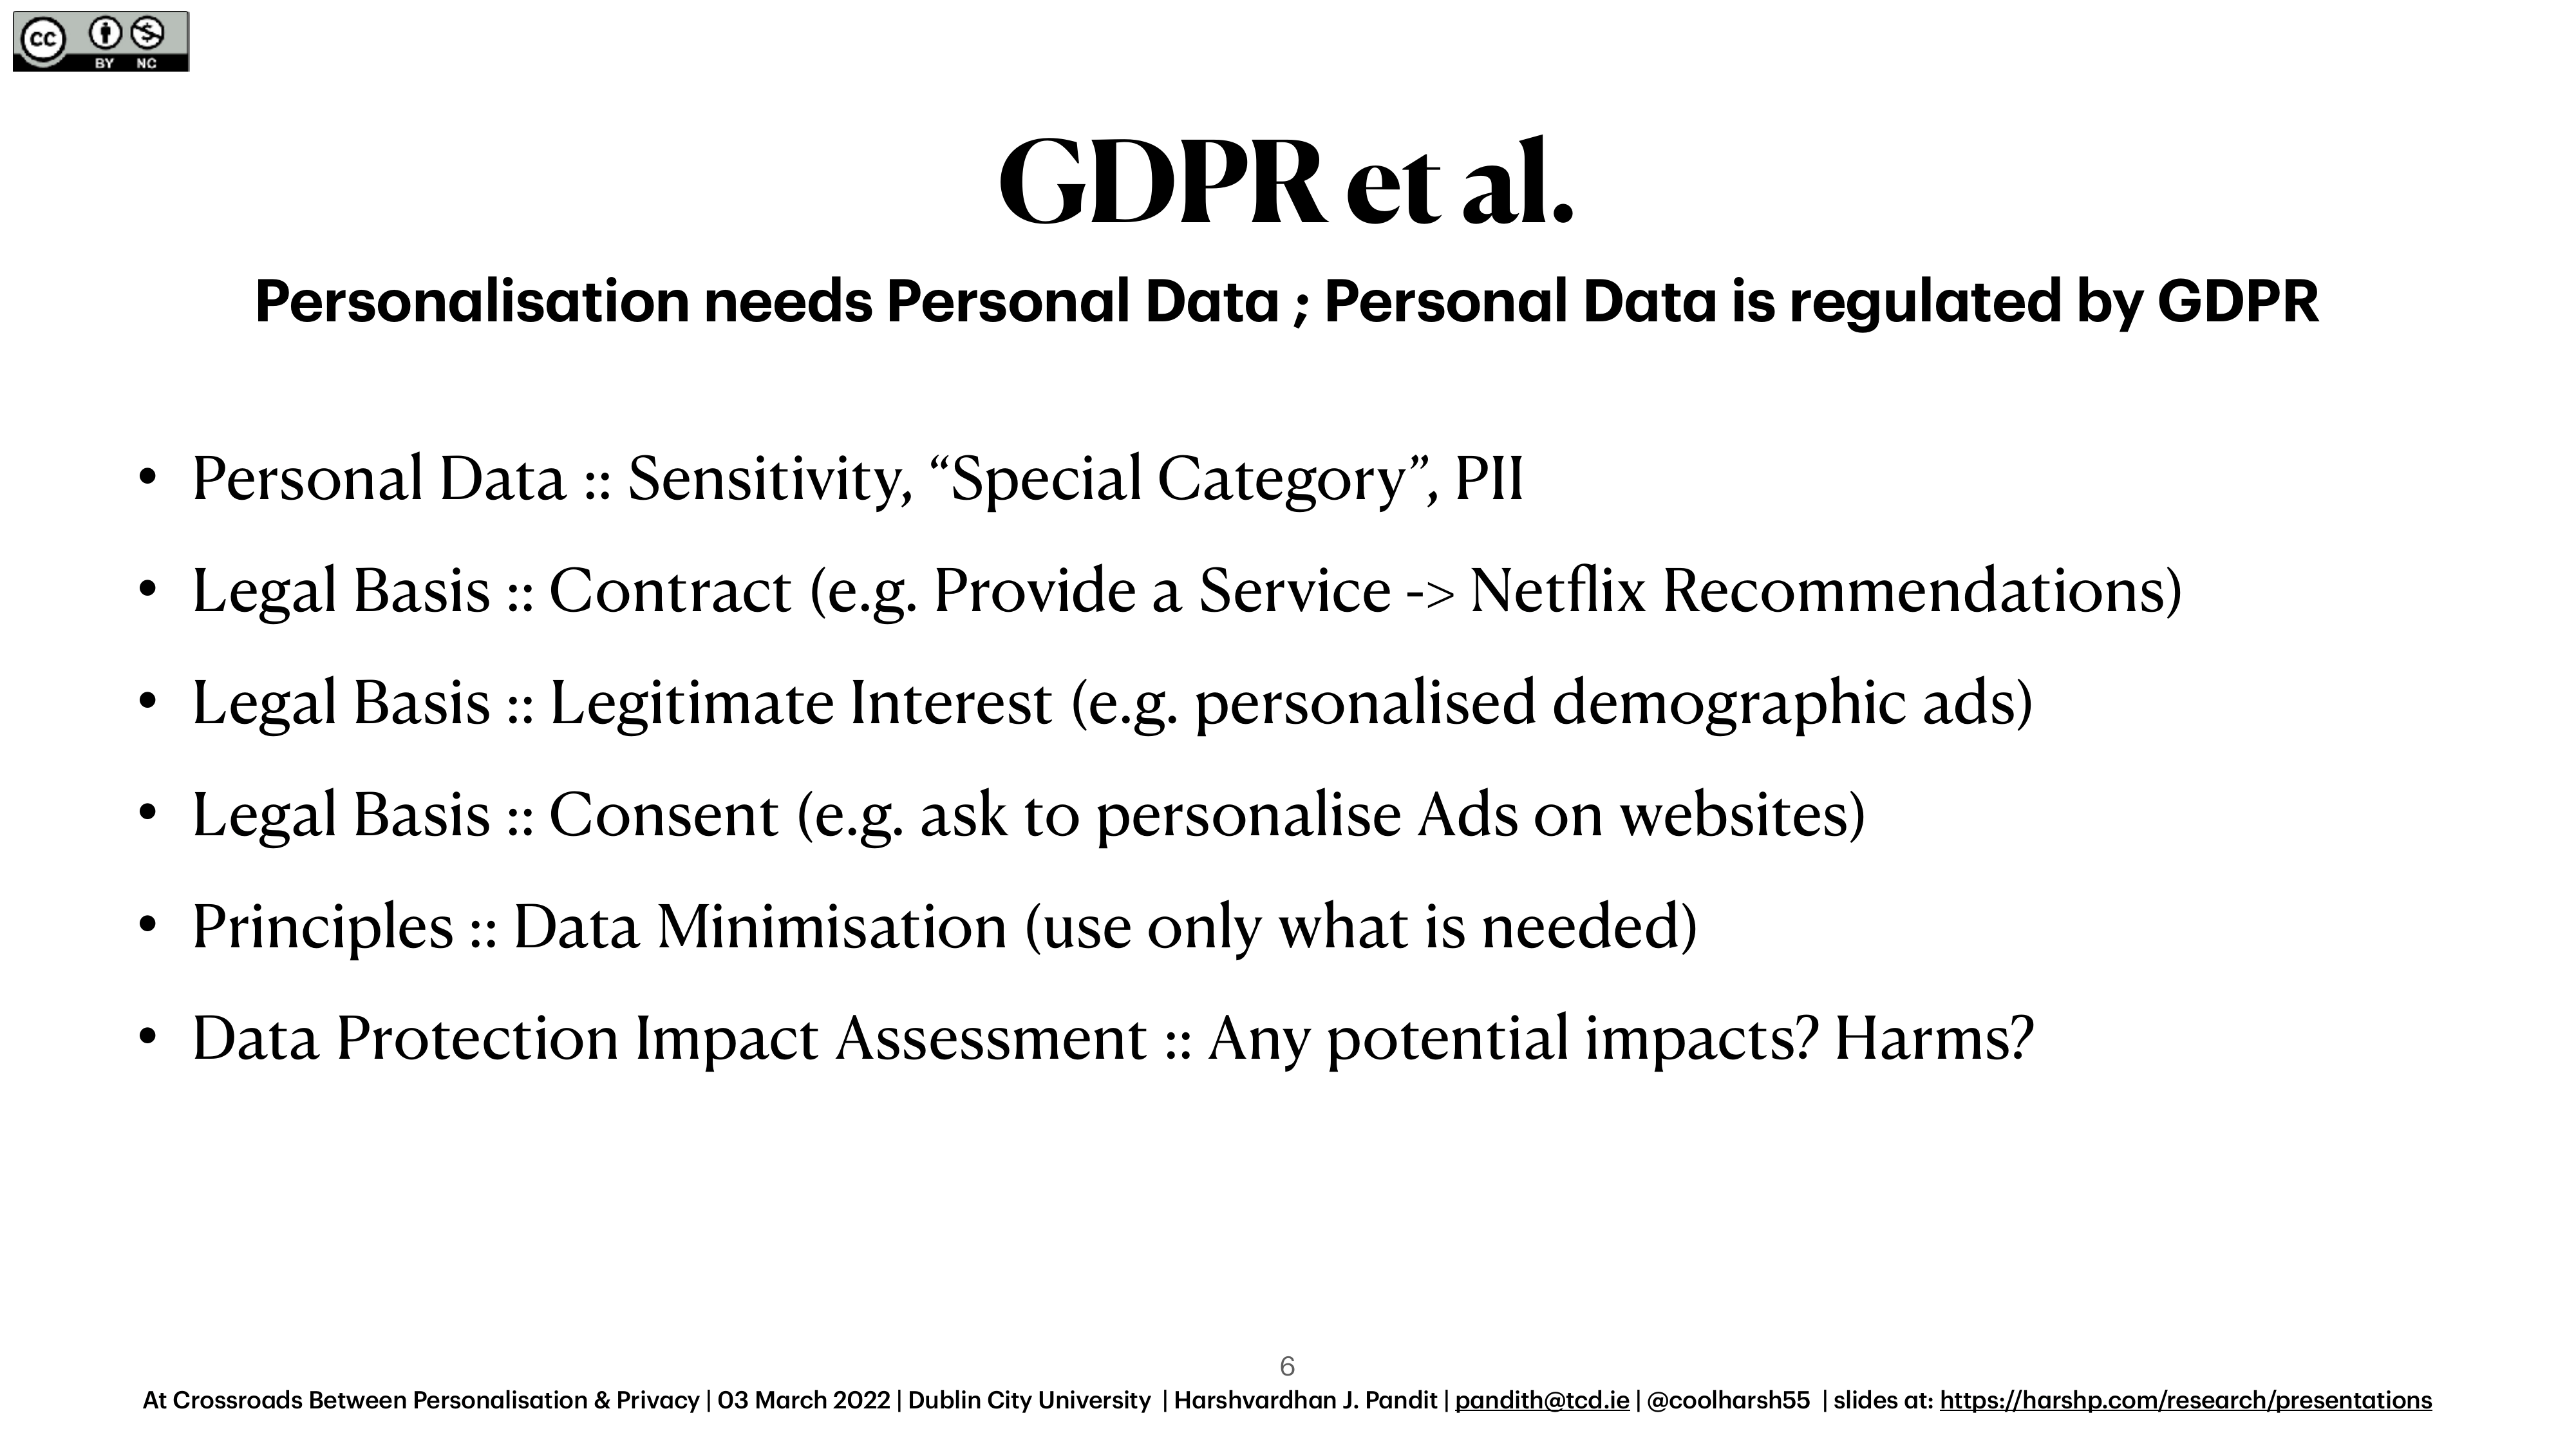 cc BY NC
GDPR et al.
Personalisation needs Personal Data ; Personal Data is regulated by GDPR
• Personal Data :: Sensitivity, “Special Category”, PII
• Legal Basis :: Contract (e.g. Provide a Service -> Netflix Recommendations)
• Legal Basis :: Legitimate Interest (e.g. personalised demographic ads)
• Legal Basis :: Consent (e.g. ask to personalise Ads on websites)
• Principles :: Data Minimisation (use only what is needed)
• Data Protection Impact Assessment :: Any potential impacts? Harms?
6
At Crossroads Between Personalisation & Privacy | 03 March 2022 | Dublin City University | Harshvardhan J. Pandit | pandith@tcd.ie | @coolharsh55 | slides at: https://harshp.com/research/presentations